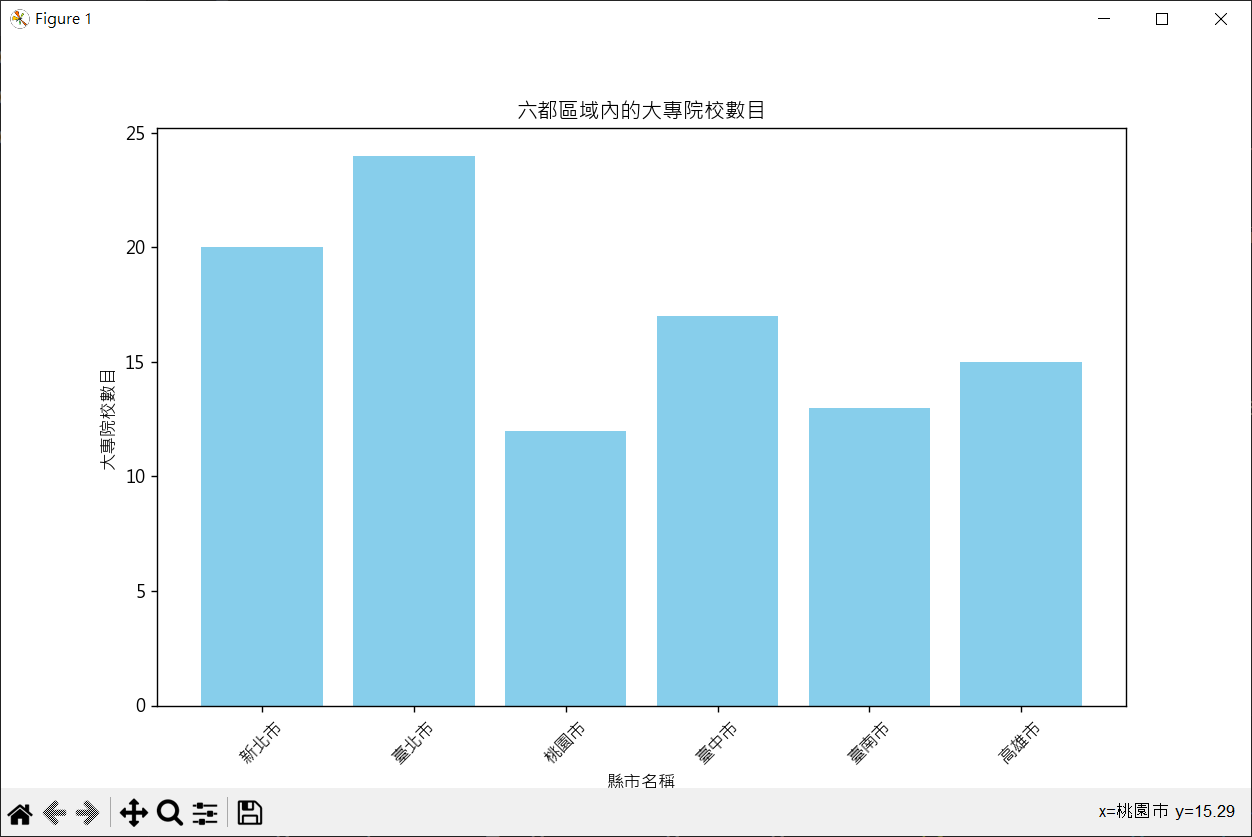 Figure 1
六都區域內的大專院校數目
25
20
15
10
5
0
大專院校數目
新北市
臺北市
桃園市
臺中市
臺南市
高雄市
縣市名稱
x=桃園市 y=15.29